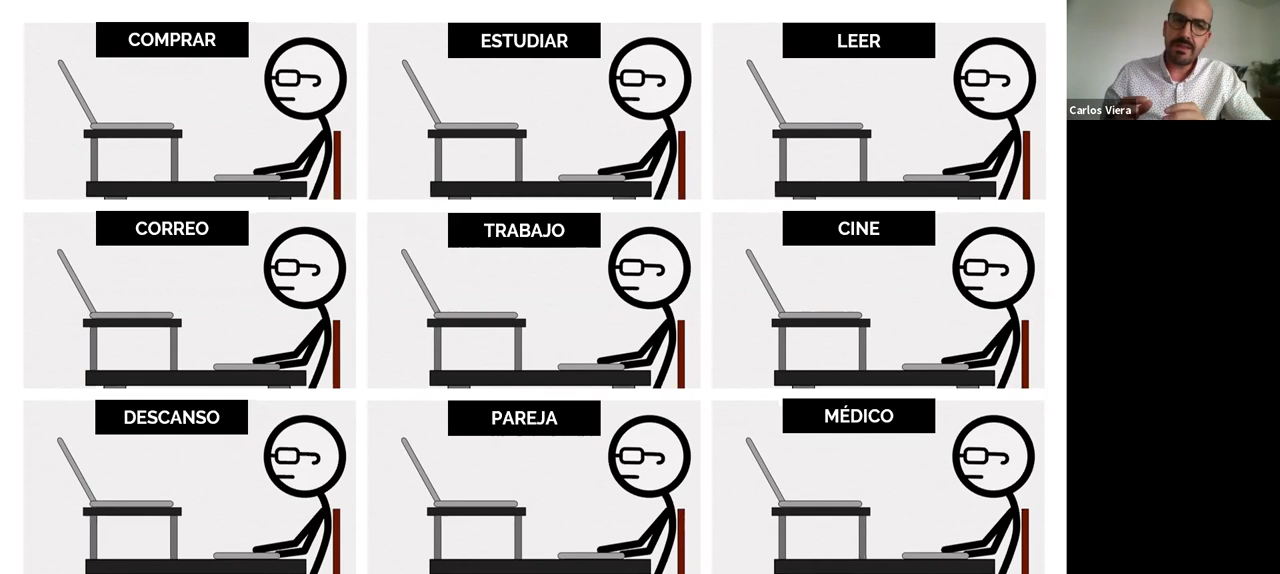 COMPRAR
ESTUDIAR
LEER
Carlos Viera
CORREO
TRABAJO
CINE
DESCANSO
PAREJA
MÉDICO